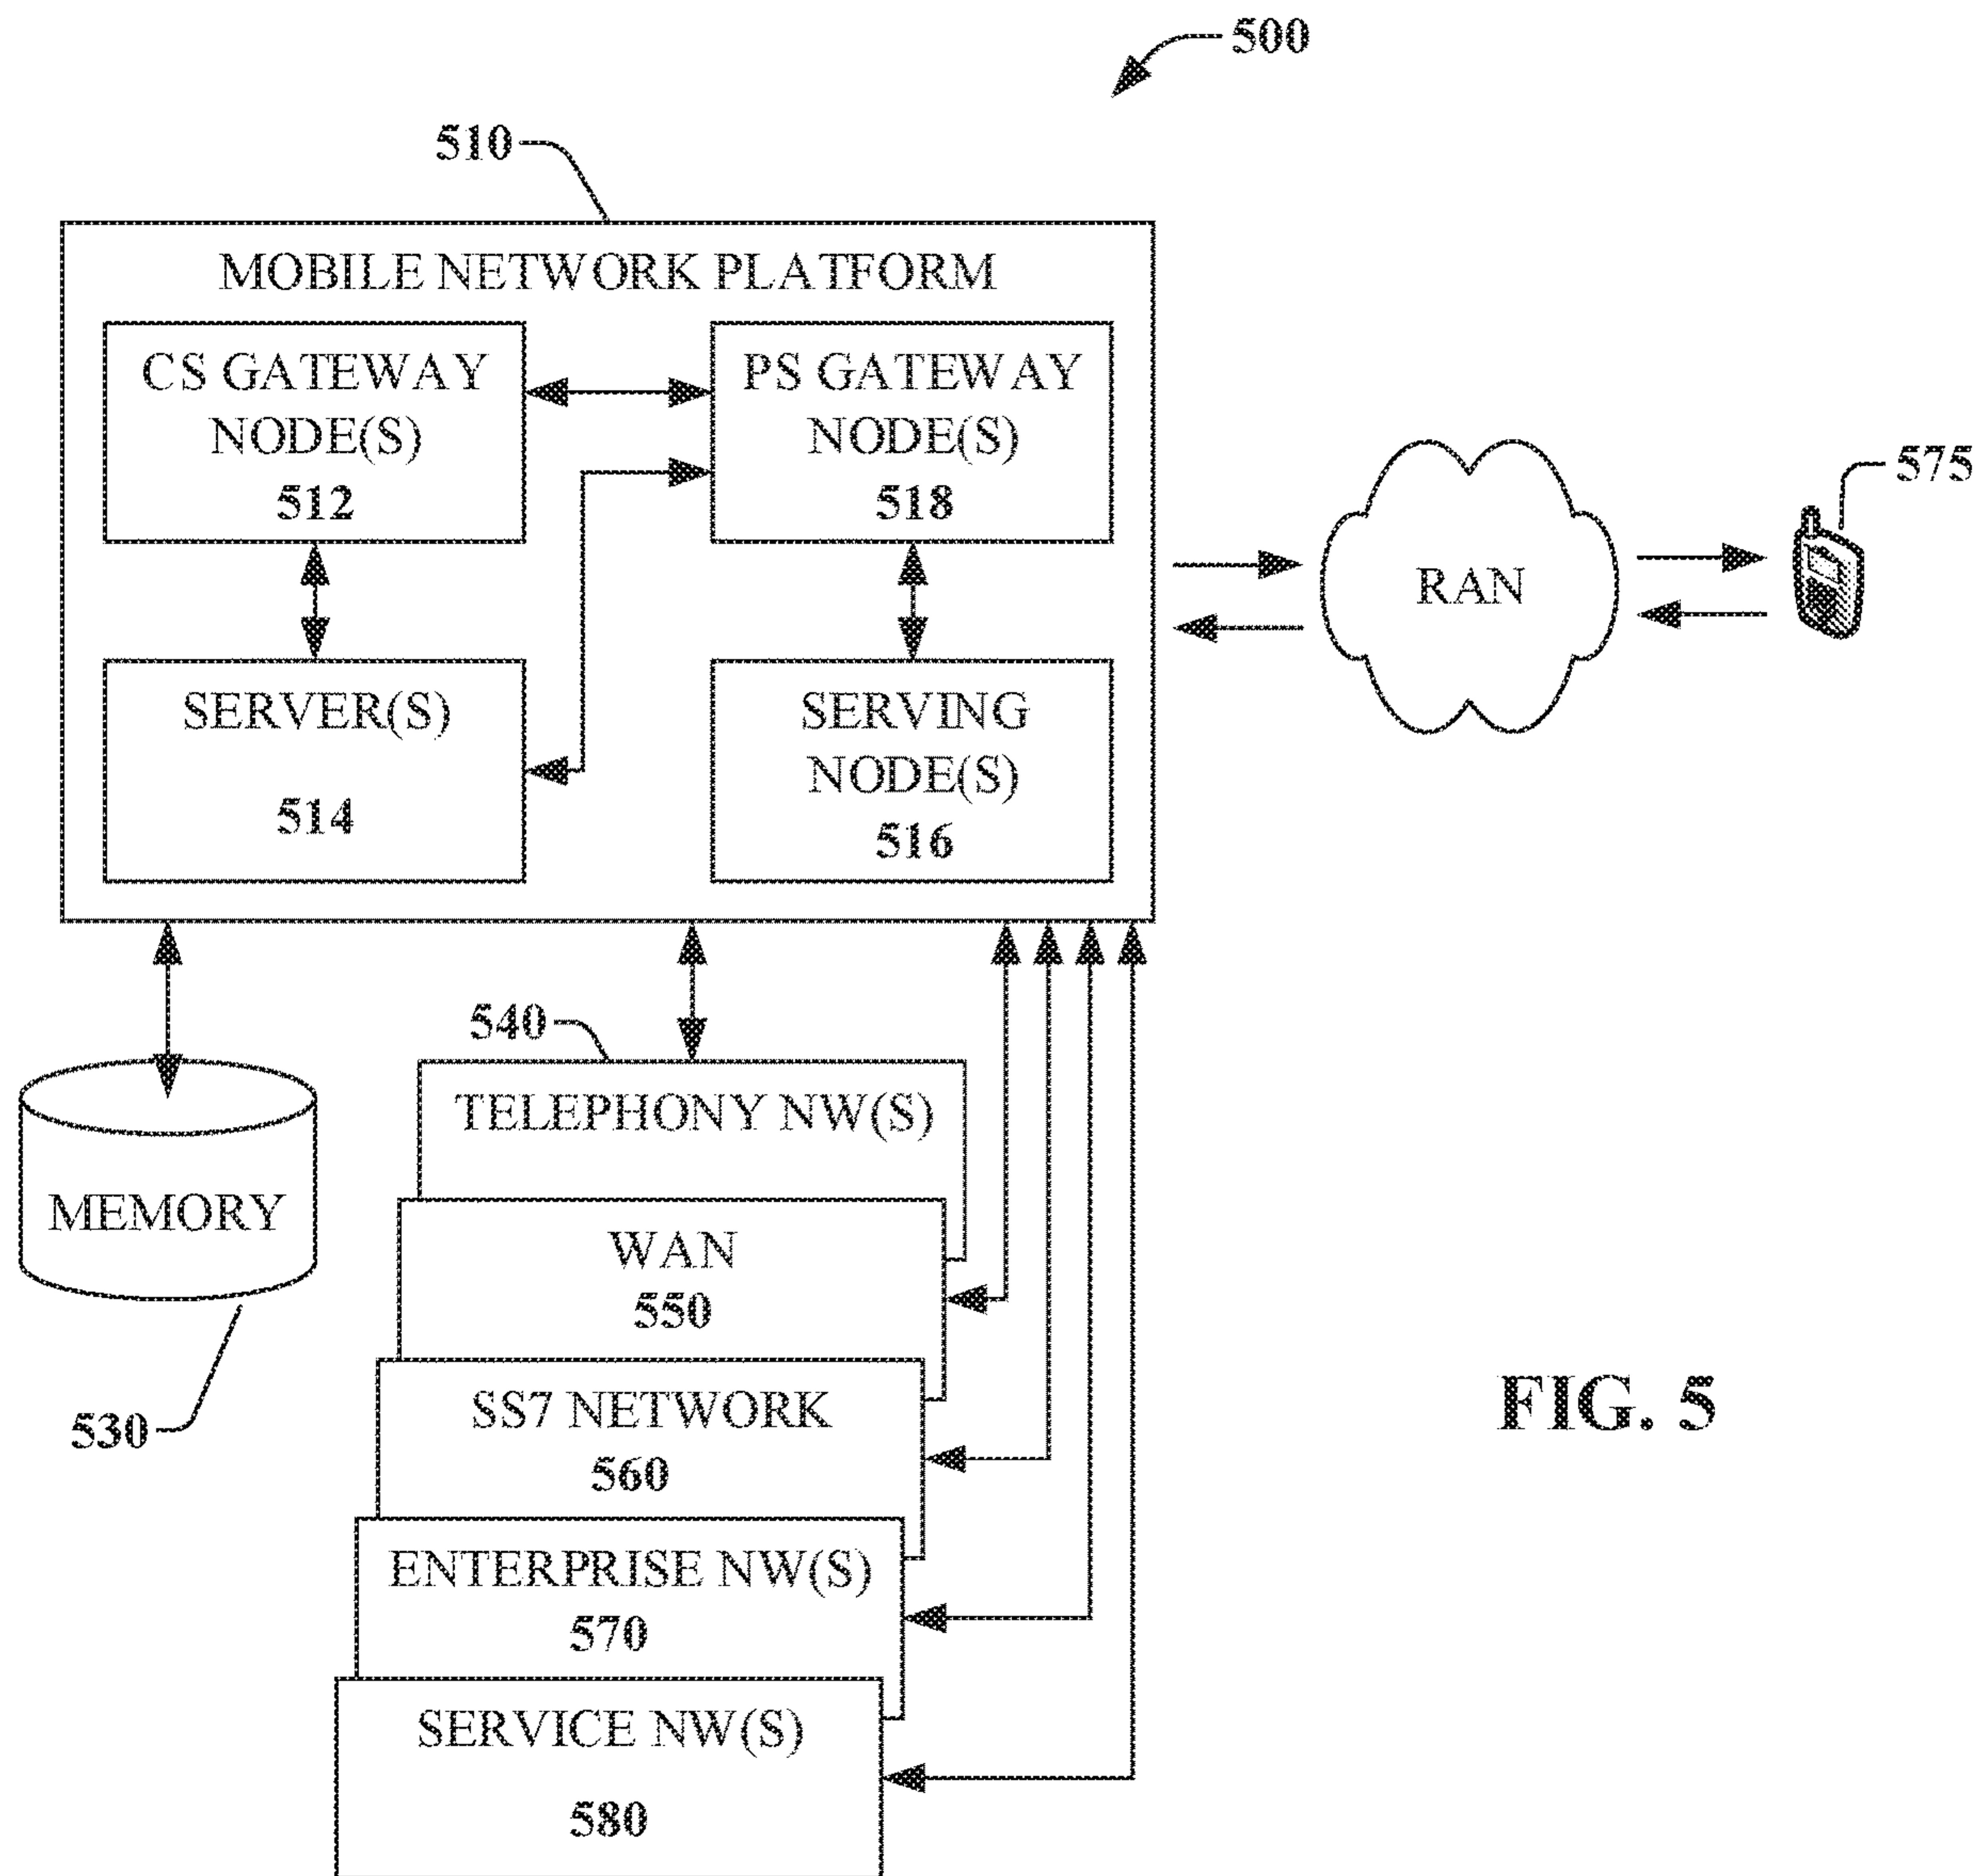 500
510
MOBILE NETWORK PLATFORM
CS GATEWAY
NODE(S)
512
PS GATEWAY
NODE(S)
518
SERVER(S)
514
SERVING
NODE(S)
516
RAN
575
540
TELEPHONY NW(S)
MEMORY
530
WAN
550
SS7 NETWORK
560
ENTERPRISE NW(S)
570
SERVICE NW(S)
580
FIG. 5